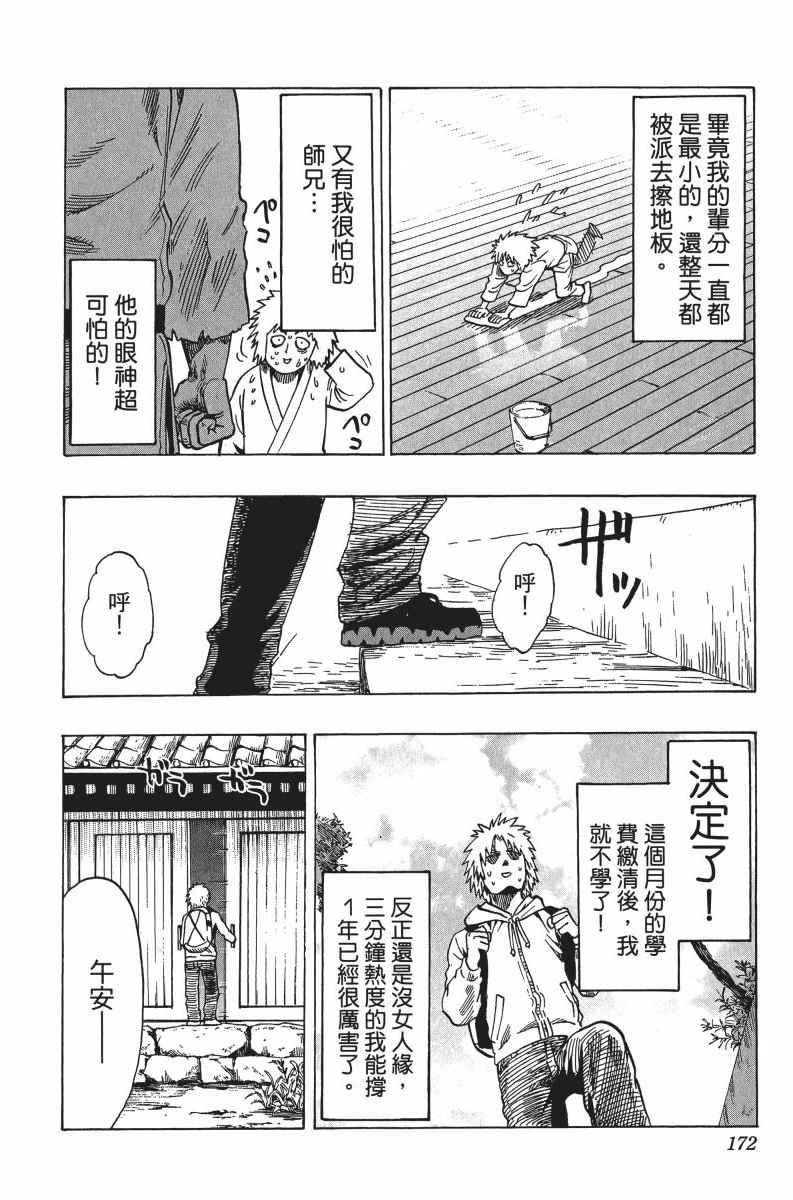 畢竟我的輩分一直都
是最小的，還整天都
被派去擦地板。
又有我很怕的
師兄…
ペコ
ペコ
他的眼神超
可怕的！
ザッ
呼！
呼！
決定了！
這個月份的學
費繳清後，我
就不學了！
反正還是沒女人緣，
三分鐘熱度的我能撐
1年已經很厲害了。
ガラ
ガラ
午安——
172